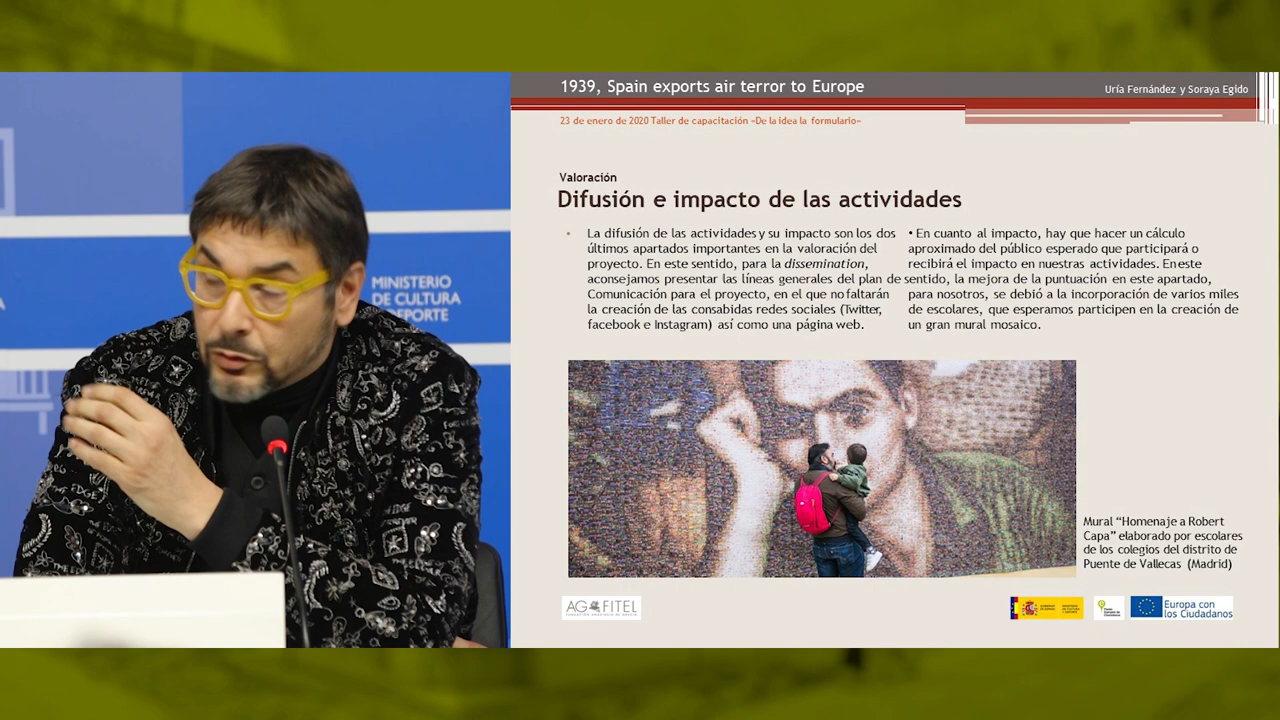 MINISTERIO
DE CULTURA
DEPORTE
1939, Spain exports air terror to Europe
Uría Fernández y Soraya Egido
23 de enero de 2020 Taller de capacitación «De la idea la formulario»
Valoración
Difusión e impacto de las actividades
• La difusión de las actividades y su impacto son los dos
últimos apartados importantes en la valoración del
proyecto. En este sentido, para la dissemination,
aconsejamos presentar las líneas generales del plan de
Comunicación para el proyecto, en el que no faltarán
la creación de las consabidas redes sociales (Twitter,
facebook e Instagram) así como una página web.
• En cuanto al impacto, hay que hacer un cálculo
aproximado del público esperado que participará o
recibirá el impacto en nuestras actividades. En este
sentido, la mejora de la puntuación en este apartado,
para nosotros, se debió a la incorporación de varios miles
de escolares, que esperamos participen en la creación de
un gran mural mosaico.
Mural “Homenaje a Robert
Capa” elaborado por escolares
de los colegios del distrito de
Puente de Vallecas (Madrid)
AGFITEL
Europa con
los Ciudadanos